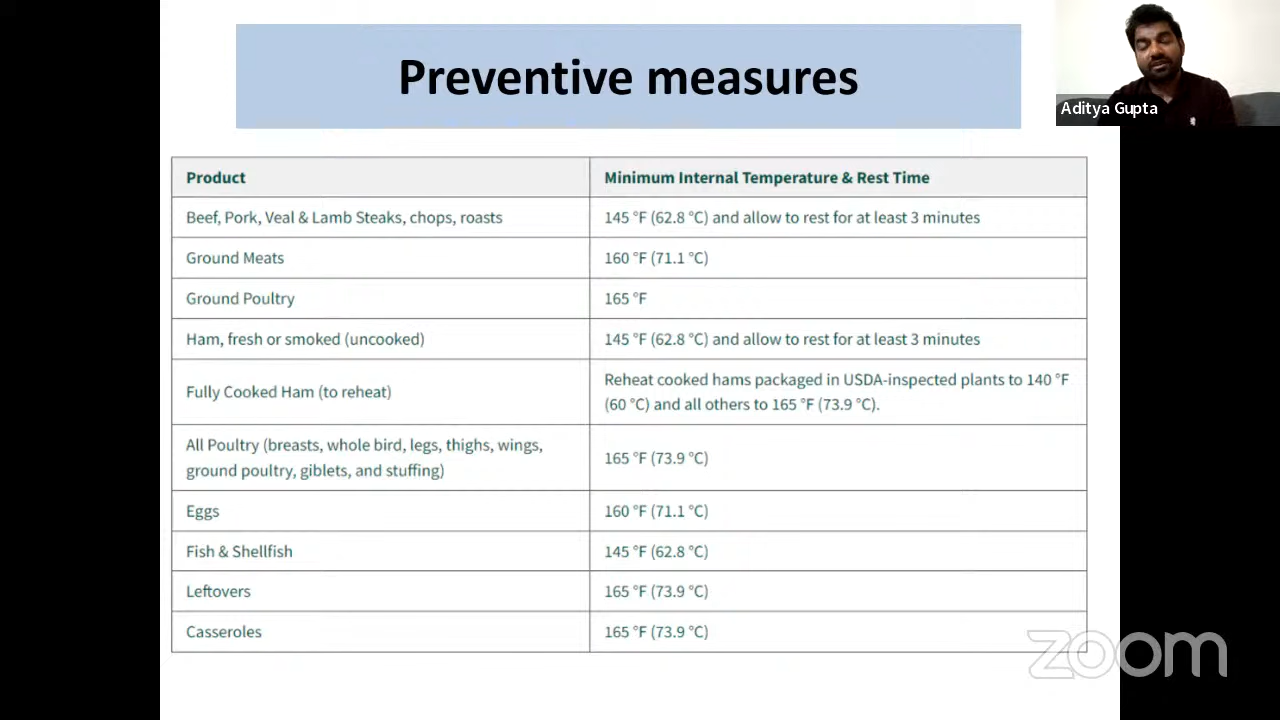 Preventive measures
Aditya Gupta
Product
Minimum Internal Temperature & Rest Time
Beef, Pork, Veal & Lamb Steaks, chops, roasts
145 °F (62.8 °C) and allow to rest for at least 3 minutes
Ground Meats
160 °F (71.1 °C)
Ground Poultry
165 °F
Ham, fresh or smoked (uncooked)
145 °F (62.8 °C) and allow to rest for at least 3 minutes
Fully Cooked Ham (to reheat)
Reheat cooked hams packaged in USDA-inspected plants to 140 °F
(60 °C) and all others to 165 °F (73.9 °C).
All Poultry (breasts, whole bird, legs, thighs, wings,
ground poultry, giblets, and stuffing)
165 °F (73.9 °C)
Eggs
160 °F (71.1 °C)
Fish & Shellfish
145 °F (62.8 °C)
Leftovers
165 °F (73.9 °C)
Casseroles
165 °F (73.9 °C)
zoom